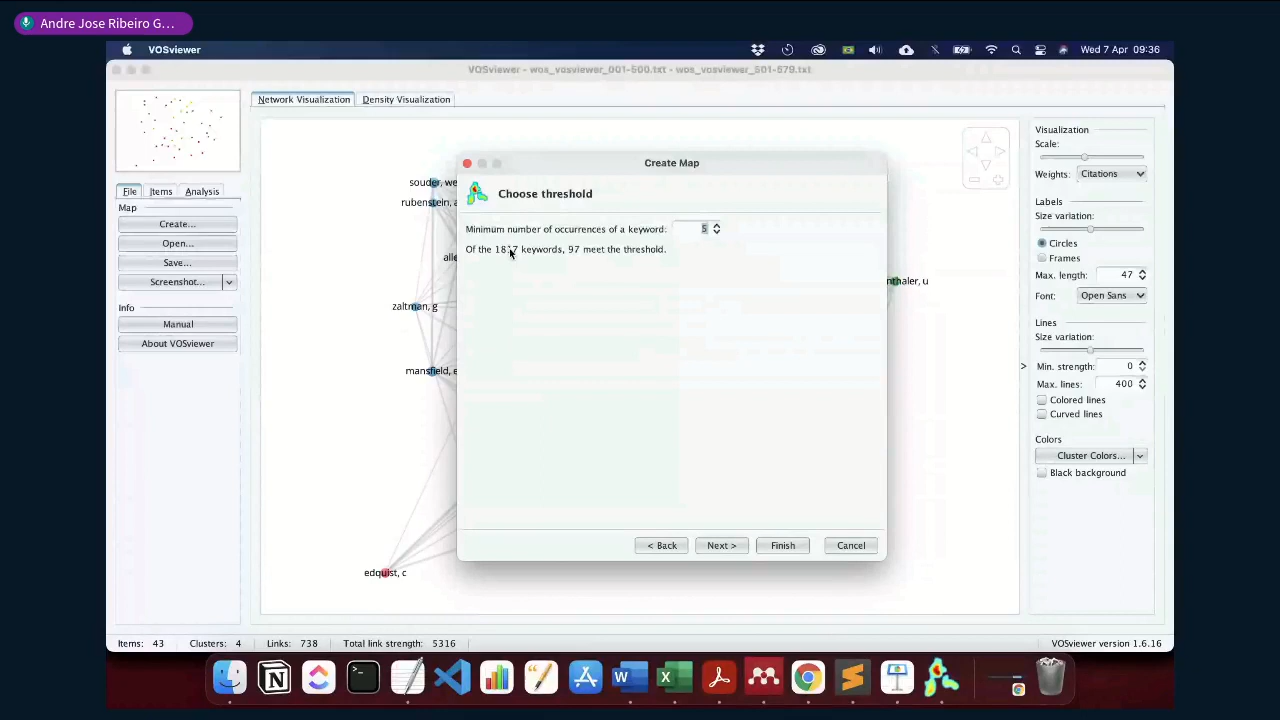 Andre Jose Ribeiro G...
VOSviewer
Wed 7 Apr 09:36
VOSviewer - wos_vosviewer_001-500.txt - wos_vosviewer_501-579.txt
Network Visualization
Density Visualization
File
Items
Analysis
Map
Create...
Open...
Save...
Screenshot...
Info
Manual
About VOSviewer
souder, we
rubenstein, a
alle
zaltman, g
mansfield, e
edquist, c
nthaler, u
Create Map
Choose threshold
Minimum number of occurrences of a keyword: 5
Of the keywords, 97 meet the threshold.
< Back
Next >
Finish
Cancel
Visualization
Scale:
Weights: Citations
Labels
Size variation:
Circles
Frames
Max. length: 47
Font: Open Sans
Lines
Size variation:
>
Min. strength: 0
Max. lines: 400
Colored lines
Curved lines
Colors
Cluster Colors...
Black background
Items: 43
Clusters: 4
Links: 738
Total link strength: 5316
VOSviewer version 1.6.16